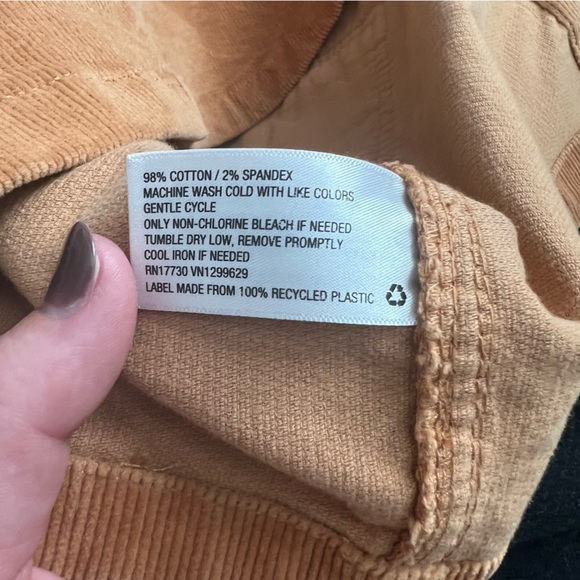 98% COTTON / 2% SPANDEX
MACHINE WASH COLD WITH LIKE COLORS
GENTLE CYCLE
ONLY NON-CHLORINE BLEACH IF NEEDED
TUMBLE DRY LOW, REMOVE PROMPTLY
COOL IRON IF NEEDED
RN17730 VN1299629
LABEL MADE FROM 100% RECYCLED PLASTIC